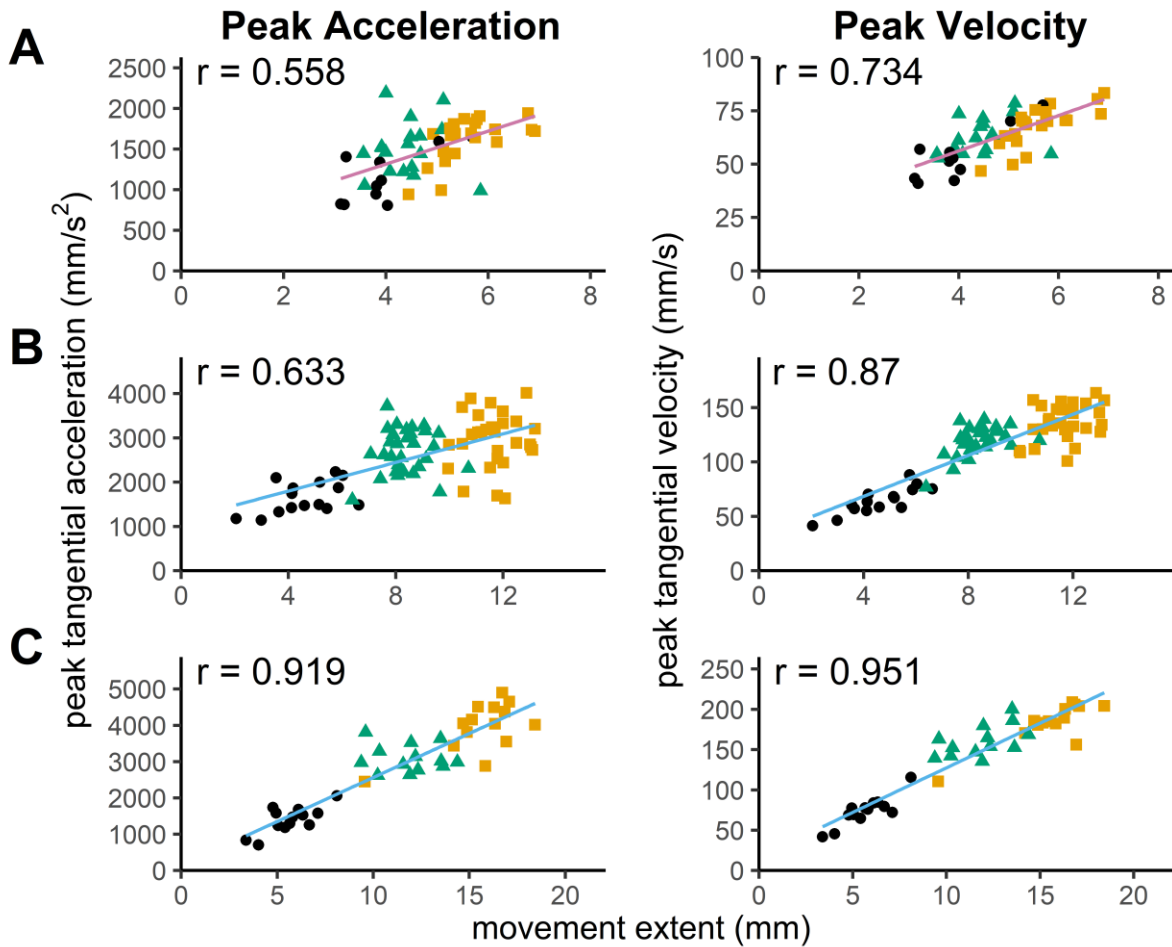 Peak Acceleration
Peak Velocity
A
r = 0.558
2500
2000
1500
1000
500
0
0 2 4 6 8
r = 0.734
100
75
50
25
0
0 2 4 6 8
B
r = 0.633
4000
3000
2000
1000
0
0 4 8 12
r = 0.87
150
100
50
0
0 4 8 12
C
r = 0.919
5000
4000
3000
2000
1000
0
0 5 10 15 20
r = 0.951
250
200
150
100
50
0
0 5 10 15 20
peak tangential acceleration (mm/s²)
peak tangential velocity (mm/s)
movement extent (mm)